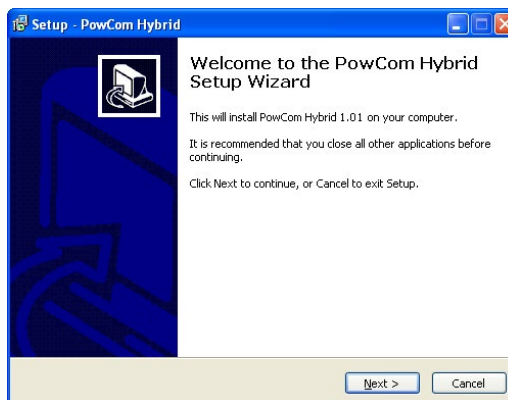 Setup - PowCom Hybrid
Welcome to the PowCom Hybrid
Setup Wizard
This will install PowCom Hybrid 1.01 on your computer.
It is recommended that you close all other applications before
continuing.
Click Next to continue, or Cancel to exit Setup.
Next > Cancel